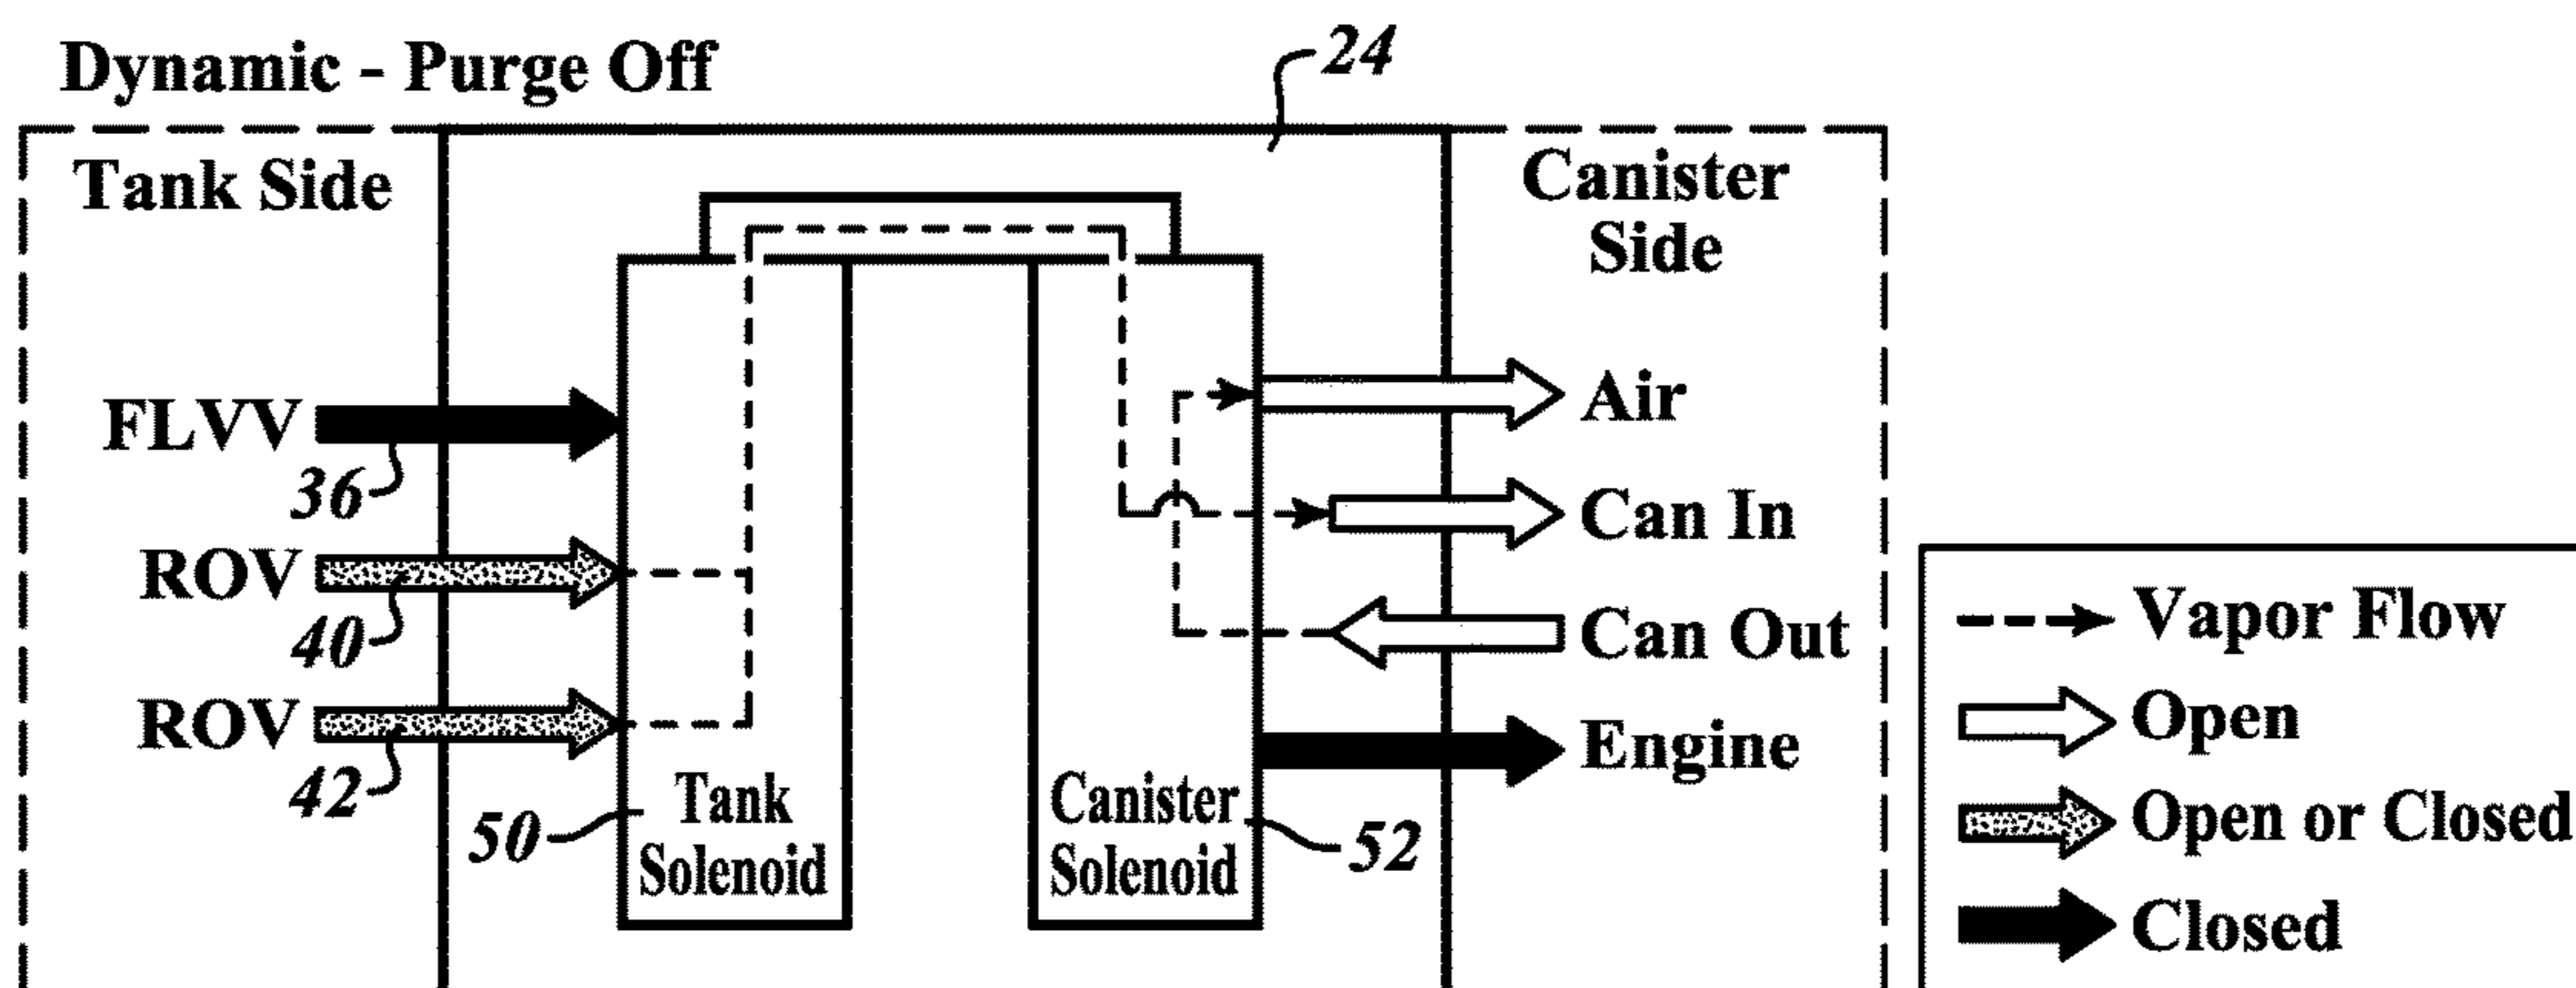 Dynamic - Purge Off
24
Tank Side
Canister
Side
FLVV
36
ROV
40
ROV
42
50
Tank
Solenoid
Canister
Solenoid
52
Air
Can In
Can Out
Engine
Vapor Flow
Open
Open or Closed
Closed